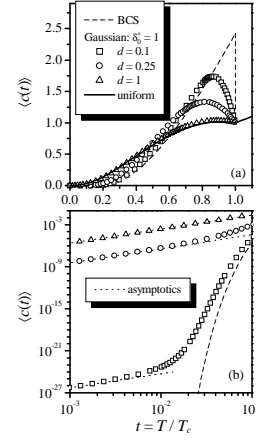 2.5
2.0
1.5
1.0
0.5
0.0
⟨c(t)⟩
BCS
Gaussian: δ*₀ = 1
d = 0.1
d = 0.25
d = 1
uniform
(a)
0.0 0.2 0.4 0.6 0.8 1.0
10⁻³
10⁻⁹
10⁻¹⁵
10⁻²¹
10⁻²⁷
⟨c(t)⟩
asymptotics
(b)
10⁻³ 10⁻² 10⁻¹
t = T / T_c